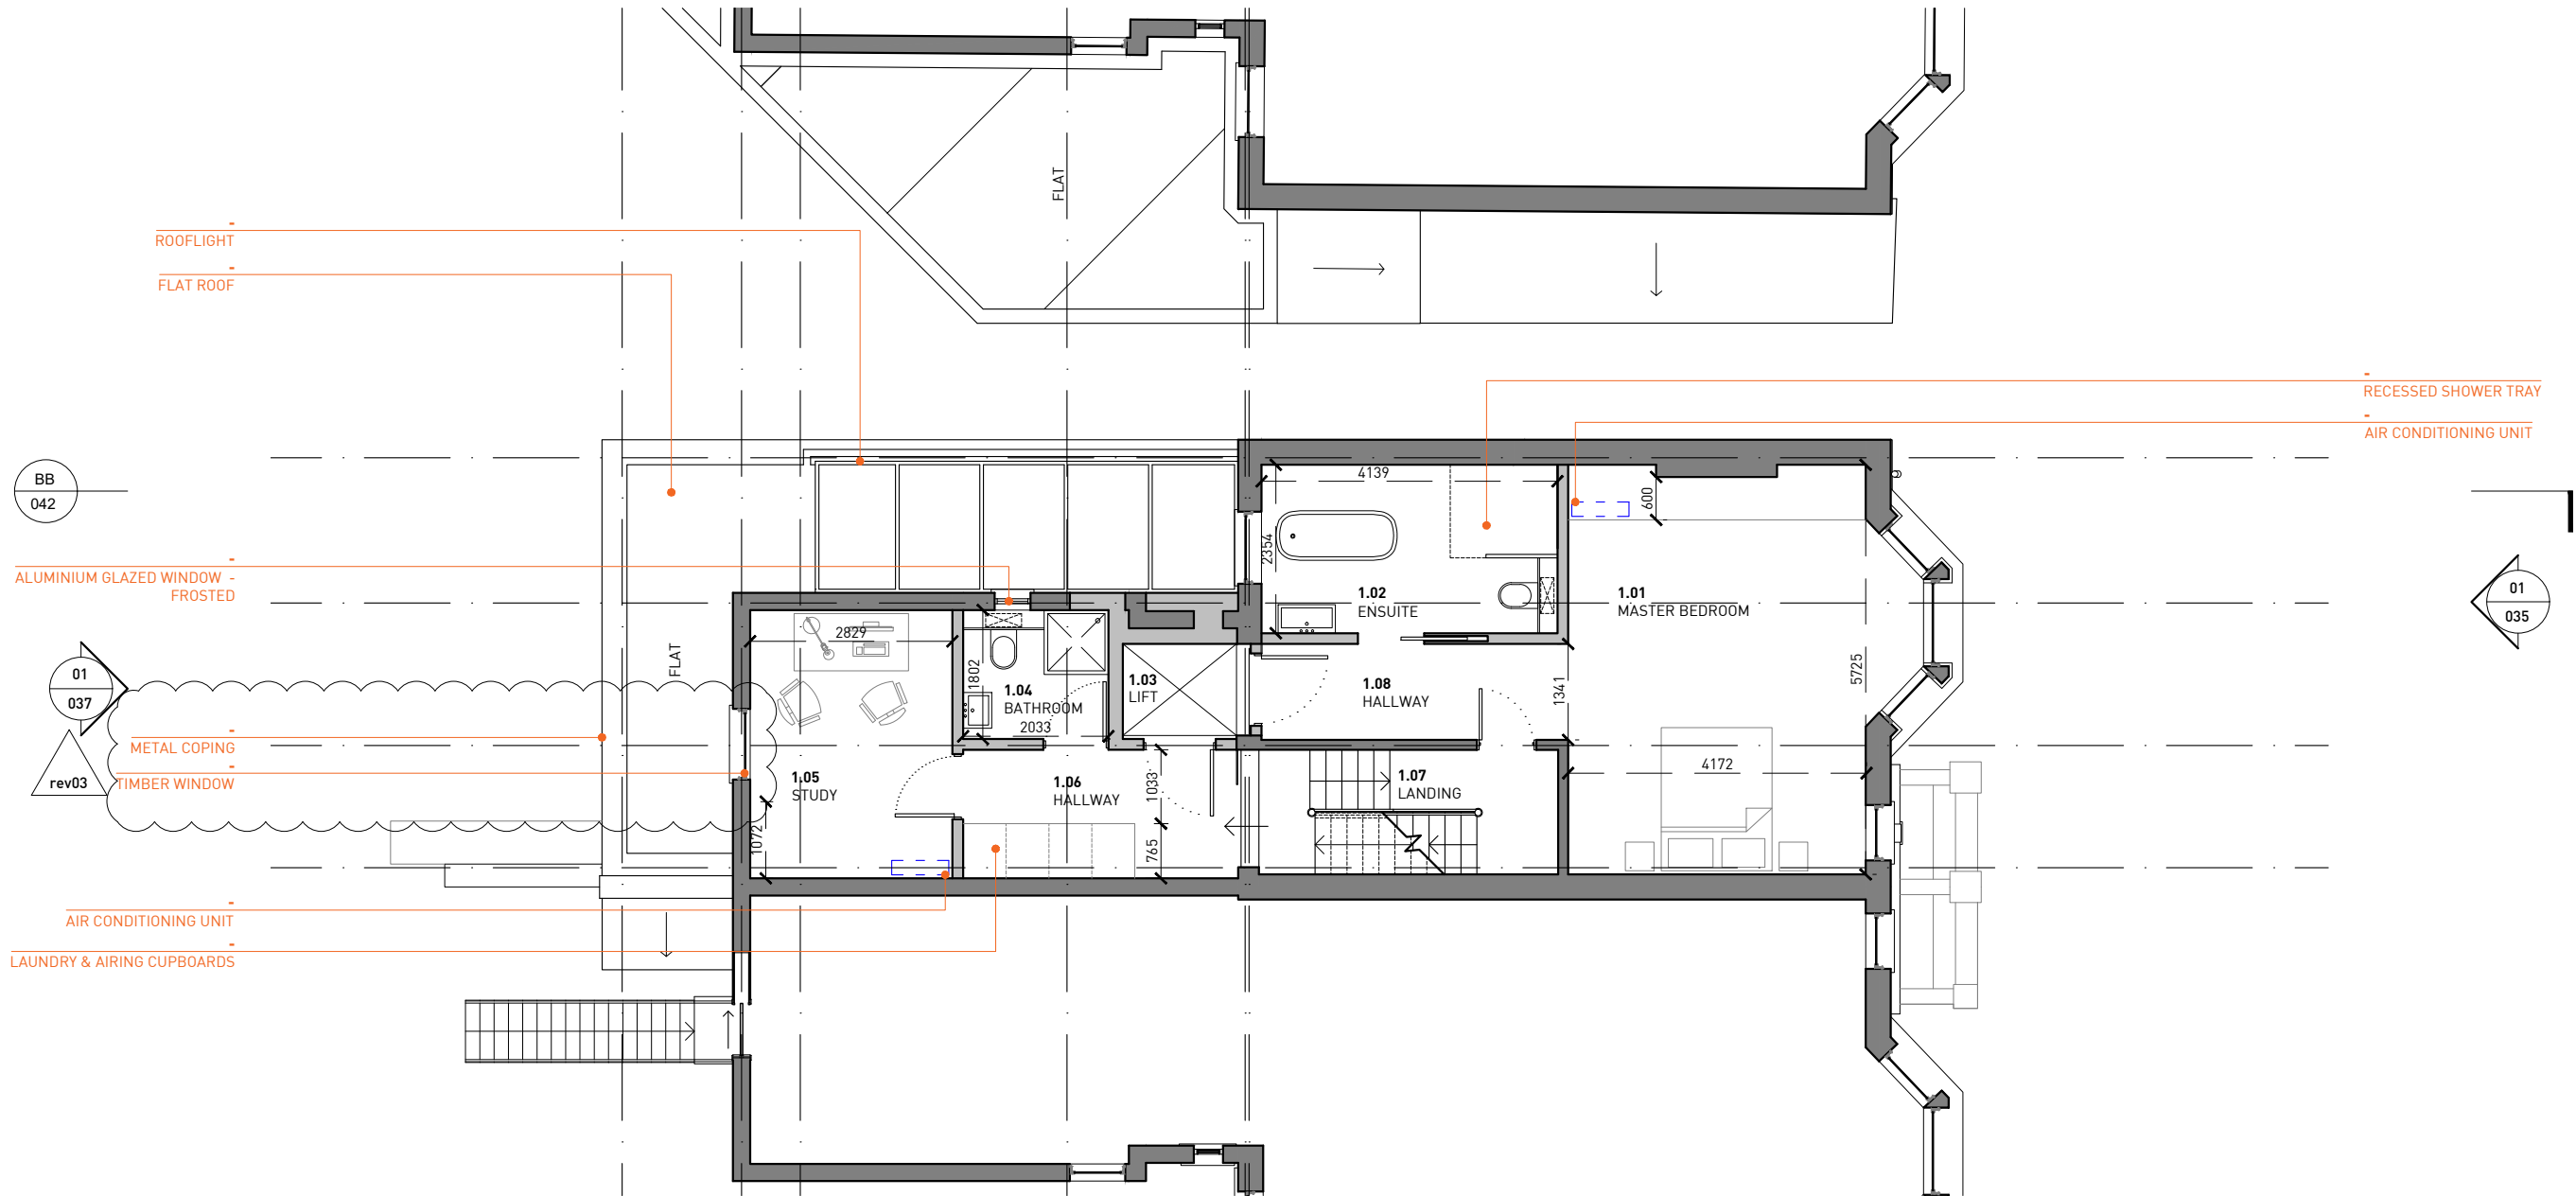 FLAT
-
ROOFLIGHT
-
FLAT ROOF
-
RECESSED SHOWER TRAY
-
AIR CONDITIONING UNIT
BB
042
-
ALUMINIUM GLAZED WINDOW -
FROSTED
4139
600
2354
1.02
ENSUITE
1.01
MASTER BEDROOM
01
035
2829
FLAT
1802
1.04
BATHROOM
2033
1.03
LIFT
1.08
HALLWAY
1341
5725
01
037
-
METAL COPING
-
TIMBER WINDOW
rev03
1.05
STUDY
1072
1.06
HALLWAY
1033
765
1.07
LANDING
4172
-
AIR CONDITIONING UNIT
-
LAUNDRY & AIRING CUPBOARDS